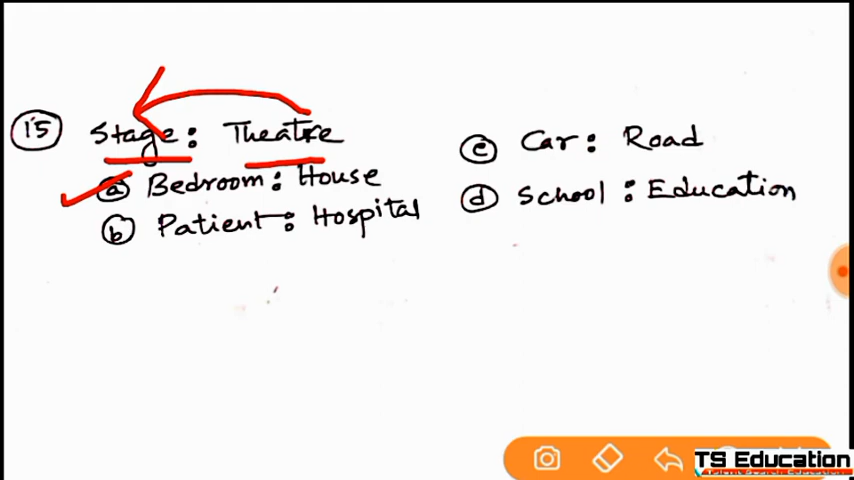 15 Stage : Theatre
a Bedroom : House
b Patient : Hospital
c Car : Road
d School : Education
TS Education